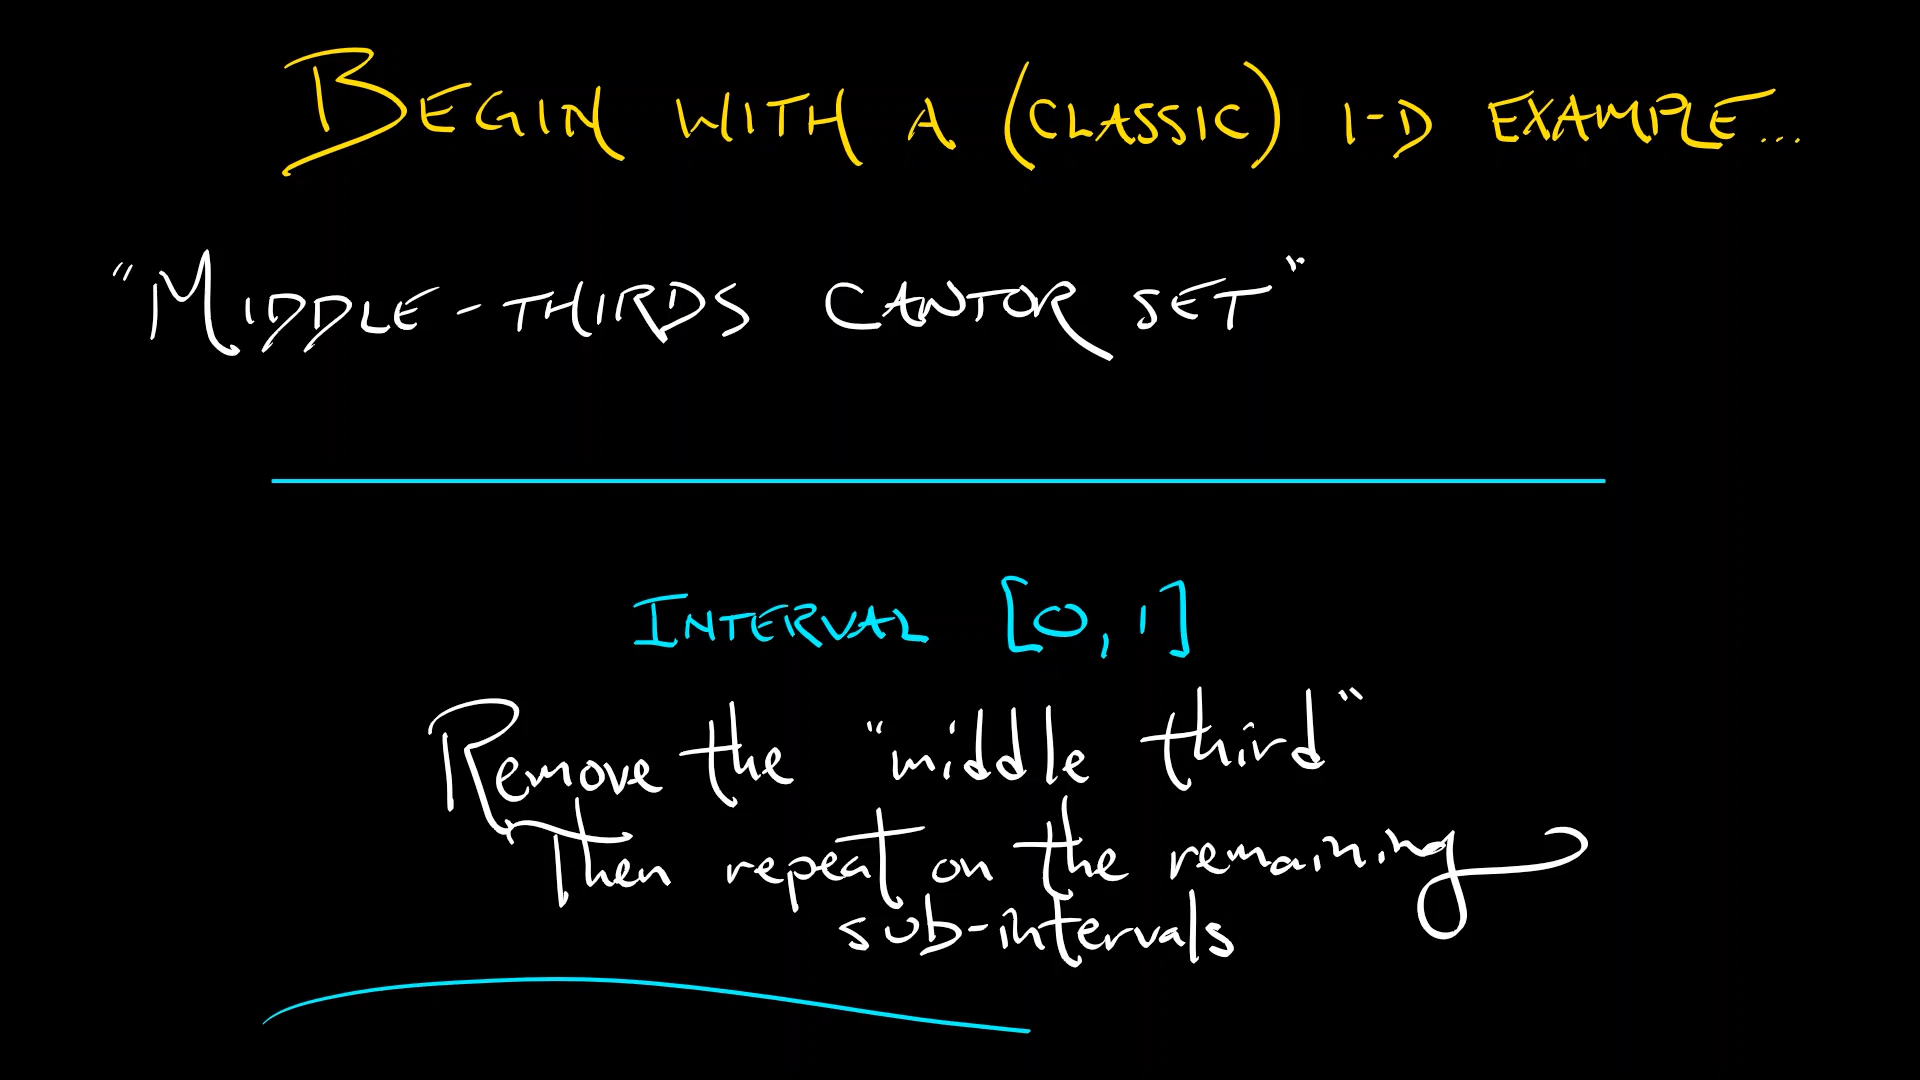 BEGIN WITH A (CLASSIC) 1-D EXAMPLE...
"MIDDLE-THIRDS CANTOR SET"
INTERVAL [0,1]
Remove the "middle third"
Then repeat on the remaining
sub-intervals